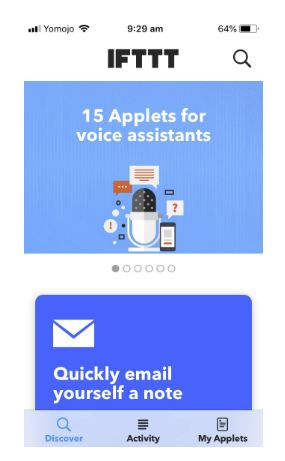 Yomojo 9:29 am 64%
IFTTT
15 Applets for
voice assistants
?
!
Quickly email
yourself a note
Discover Activity My Applets